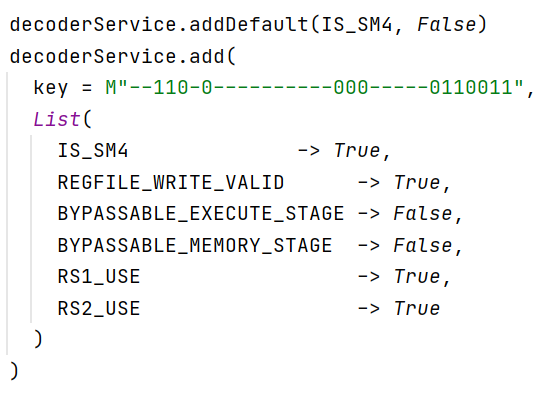 decoderService.addDefault(IS_SM4, False)
decoderService.add(
  key = M"--110-0----------000-----0110011",
  List(
    IS_SM4              -> True,
    REGFILE_WRITE_VALID      -> True,
    BYPASSABLE_EXECUTE_STAGE -> False,
    BYPASSABLE_MEMORY_STAGE  -> False,
    RS1_USE                  -> True,
    RS2_USE                  -> True
  )
)